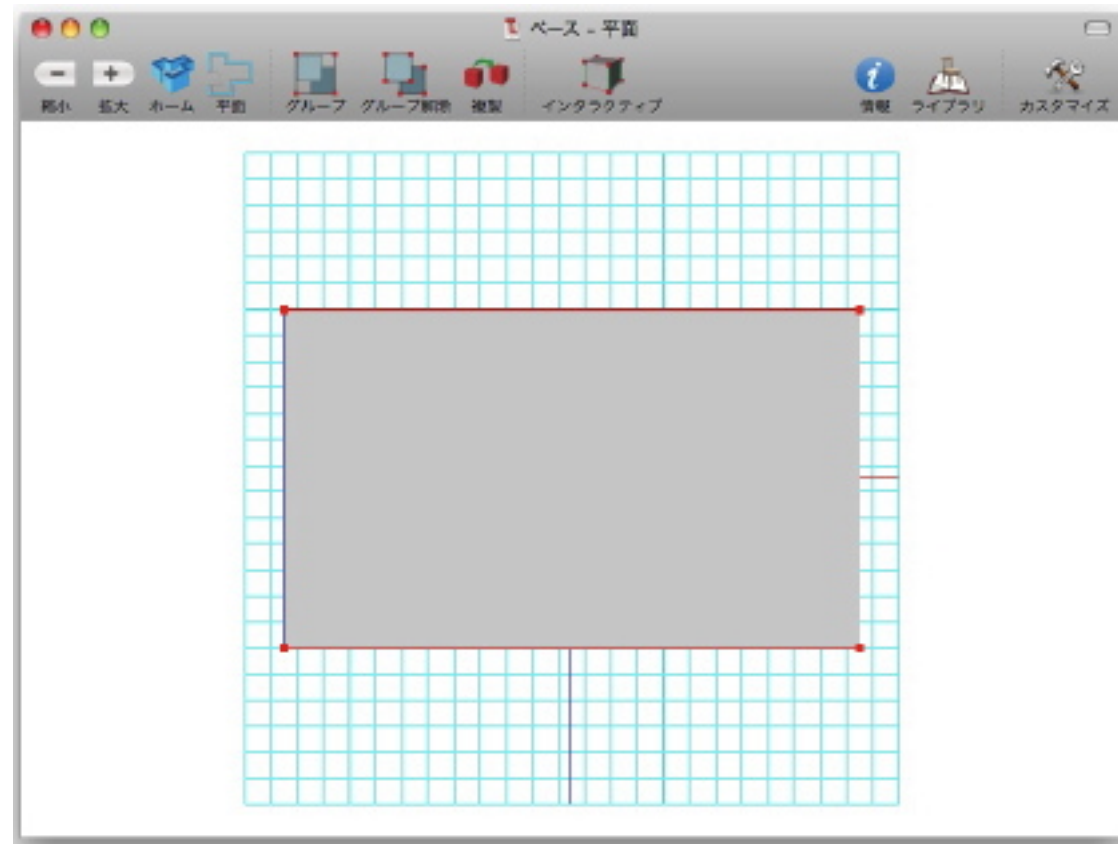 ベース - 平面
縮小 拡大 ホーム 平面 グループ グループ解除 複製 インタラクティブ 情報 ライブラリ カスタマイズ